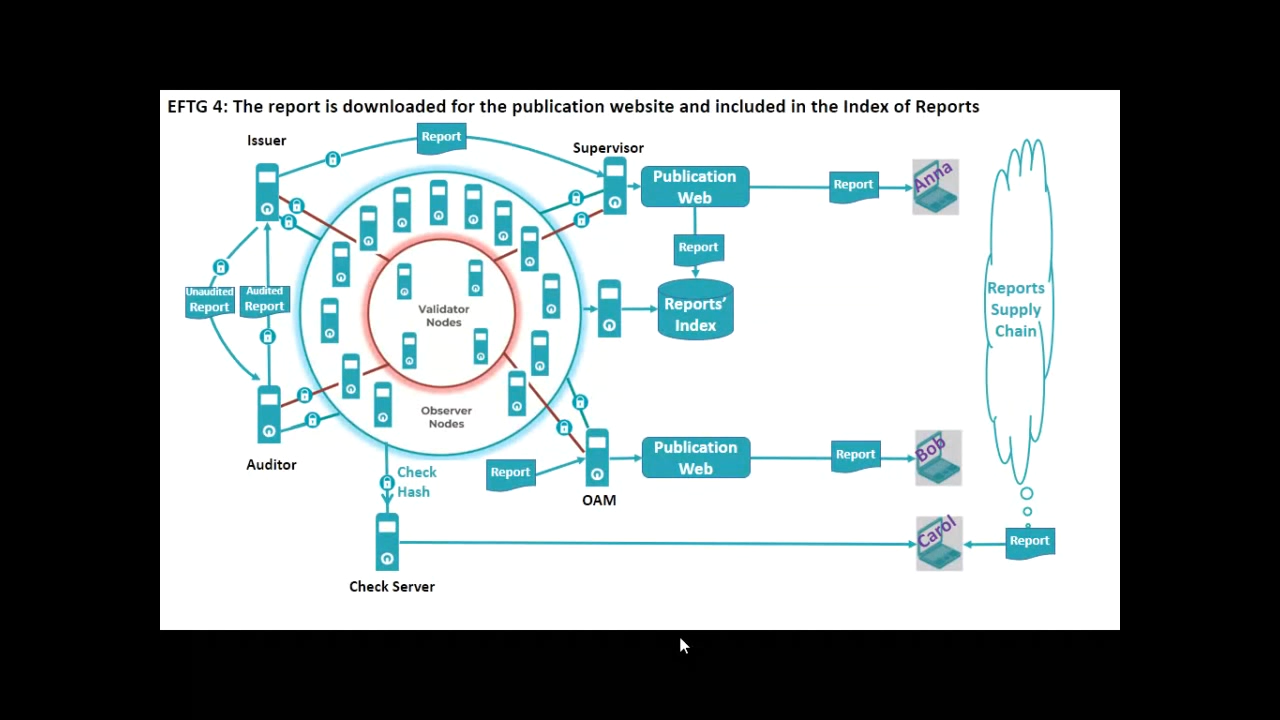 EFTG 4: The report is downloaded for the publication website and included in the Index of Reports
Issuer
Report
Supervisor
Publication
Web
Report
Anna
Report
Unaudited
Report
Audited
Report
Validator
Nodes
Reports'
Index
Reports
Supply
Chain
Observer
Nodes
Auditor
Check
Hash
Report
OAM
Publication
Web
Report
Bob
Carol
Report
Check Server